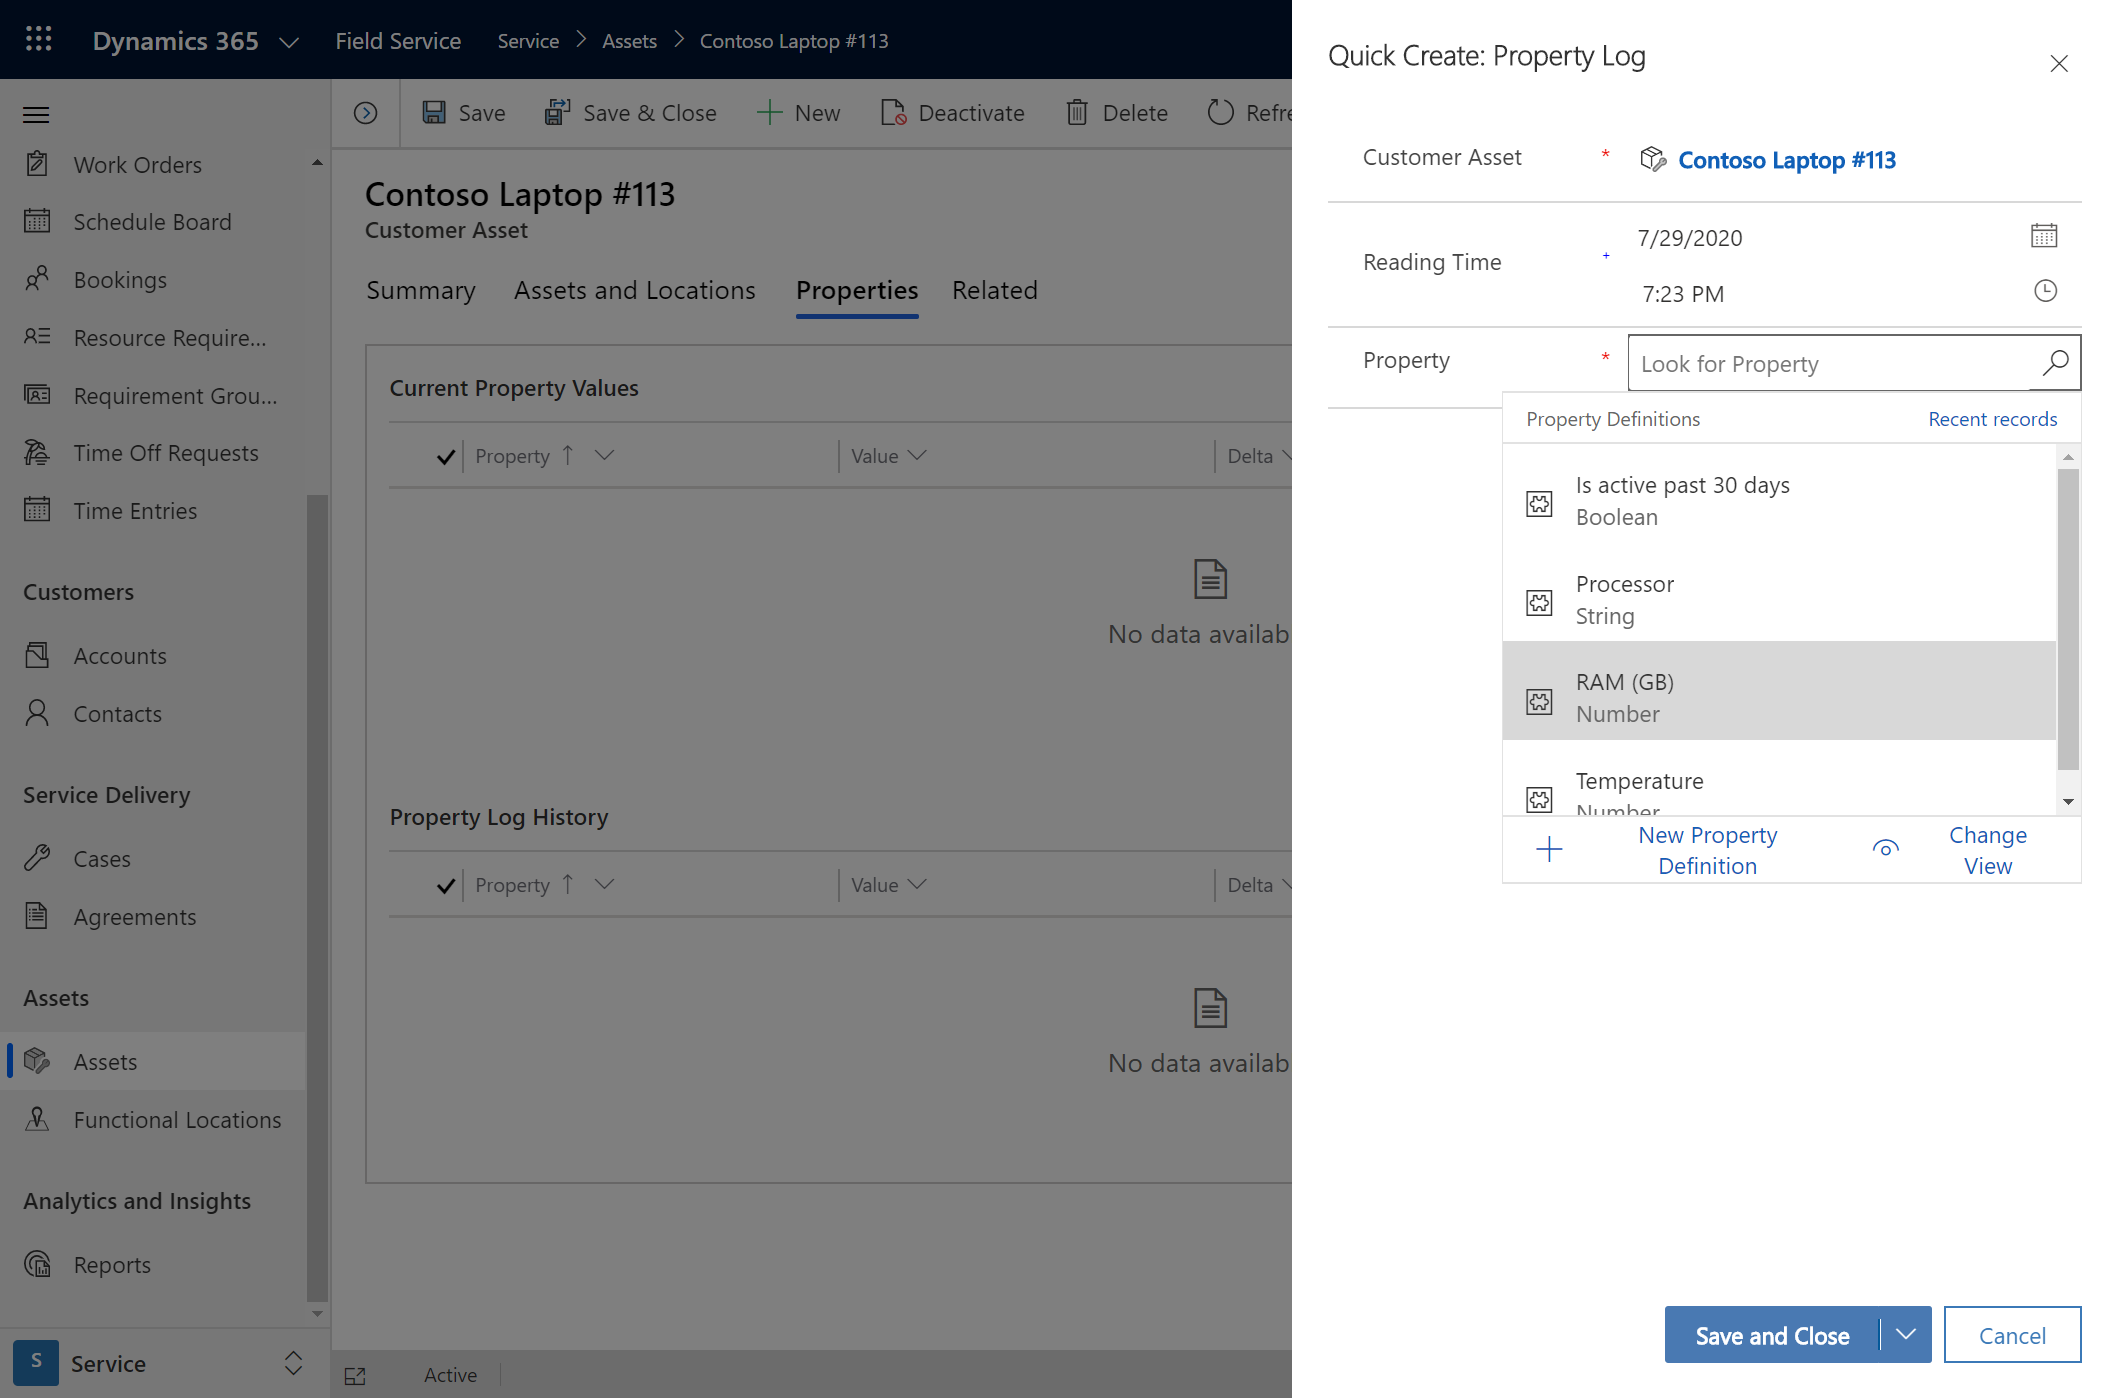 Dynamics 365
Field Service
Service
Assets
Contoso Laptop #113
Save
Save & Close
New
Deactivate
Delete
Refre
Work Orders
Schedule Board
Bookings
Resource Require...
Requirement Grou...
Time Off Requests
Time Entries
Customers
Accounts
Contacts
Service Delivery
Cases
Agreements
Assets
Assets
Functional Locations
Analytics and Insights
Reports
S
Service
Contoso Laptop #113
Customer Asset
Summary
Assets and Locations
Properties
Related
Current Property Values
Property
Value
Delta
No data availab
Property Log History
Property
Value
Delta
No data availab
Active
Quick Create: Property Log
Customer Asset *
Contoso Laptop #113
Reading Time +
7/29/2020
7:23 PM
Property *
Look for Property
Property Definitions
Recent records
Is active past 30 days
Boolean
Processor
String
RAM (GB)
Number
Temperature
Number
New Property
Definition
Change
View
Save and Close
Cancel